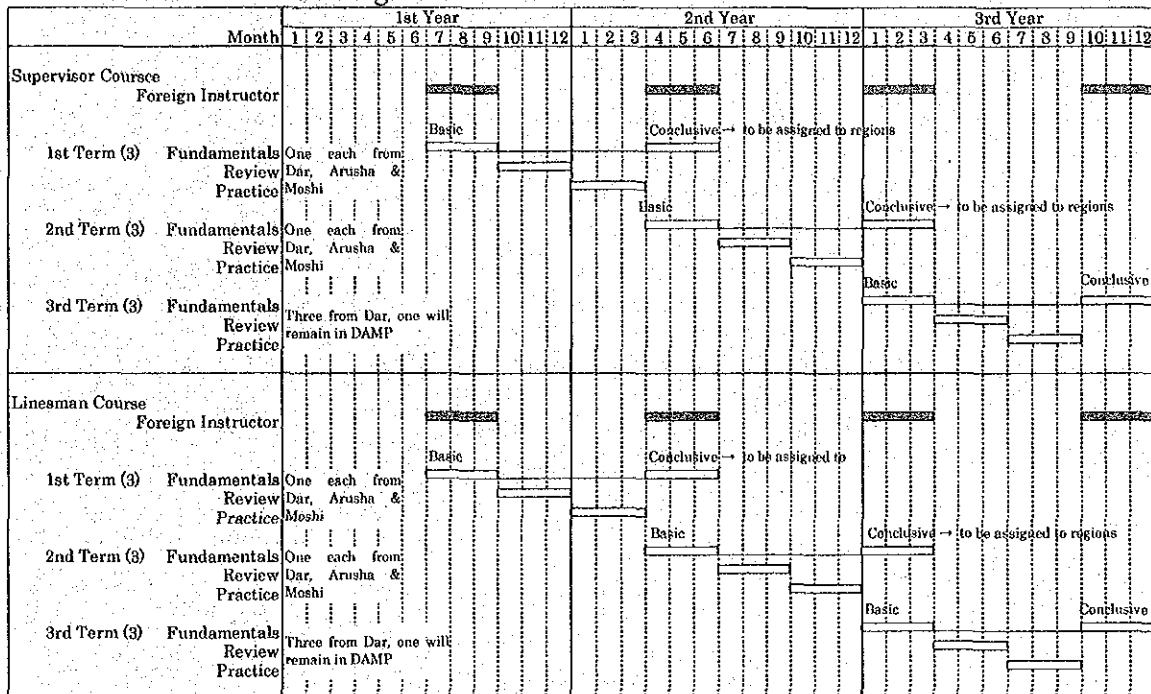 1st Year 2nd Year 3rd Year
Month 1 2 3 4 5 6 7 8 9 10 11 12 1 2 3 4 5 6 7 8 9 10 11 12 1 2 3 4 5 6 7 8 9 10 11 12
Supervisor Cource
Foreign Instructor
Basic Conclusive → to be assigned to regions
1st Term (3) Fundamentals One each from
Review Dar, Arusha &
Practice Moshi
Basic Conclusive → to be assigned to regions
2nd Term (3) Fundamentals One each from
Review Dar, Arusha &
Practice Moshi
Basic Conclusive
3rd Term (3) Fundamentals Three from Dar, one will
Review remain in DAMP
Practice
Linesman Course
Foreign Instructor
Basic Conclusive → to be assigned to
1st Term (3) Fundamentals One each from
Review Dar, Arusha &
Practice Moshi
Basic Conclusive → to be assigned to regions
2nd Term (3) Fundamentals One each from
Review Dar, Arusha &
Practice Moshi
Basic Conclusive
3rd Term (3) Fundamentals Three from Dar, one will
Review remain in DAMP
Practice